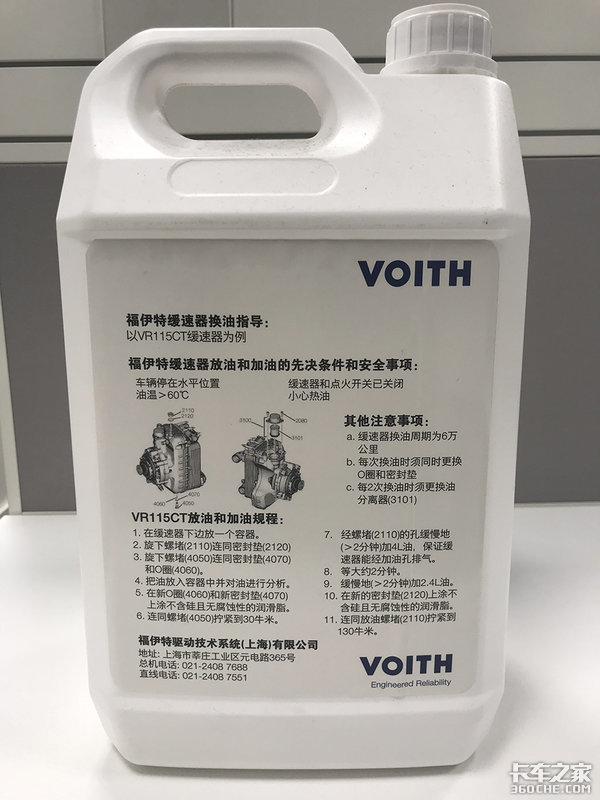 VOITH
福伊特缓速器换油指导：
以VR115CT缓速器为例
福伊特缓速器放油和加油的先决条件和安全事项：
车辆停在水平位置
油温＞60℃
缓速器和点火开关已关闭
小心热油
2110
2120
4070
4060
4050
3100
2080
3101
其他注意事项：
a. 缓速器换油周期为6万
公里
b. 每次换油时须同时更换
O圈和密封垫
c. 每2次换油时须更换油
分离器(3101)
VR115CT放油和加油规程：
1. 在缓速器下边放一个容器。
2. 旋下螺堵(2110)连同密封垫(2120)
3. 旋下螺堵(4050)连同密封垫(4070)
和O圈(4060)。
4. 把油放入容器中并对油进行分析。
5. 在新O圈(4060)和新密封垫(4070)
上涂不含硅且无腐蚀性的润滑脂。
6. 连同螺堵(4050)拧紧到30牛米。
7. 经螺堵(2110)的孔缓慢地
(＞2分钟)加4L油，保证缓
速器能经加油孔排气。
8. 等大约2分钟。
9. 缓慢地(＞2分钟)加2.4L油。
10. 在新的密封垫(2120)上涂不
含硅且无腐蚀性的润滑脂。
11. 连同放油螺堵(2110)拧紧到
130牛米。
福伊特驱动技术系统(上海)有限公司
地址：上海市莘庄工业区元电路365号
总机电话：021-2408 7688
直线电话：021-2408 7551
VOITH
Engineered Reliability
卡车之家
360CHE.COM